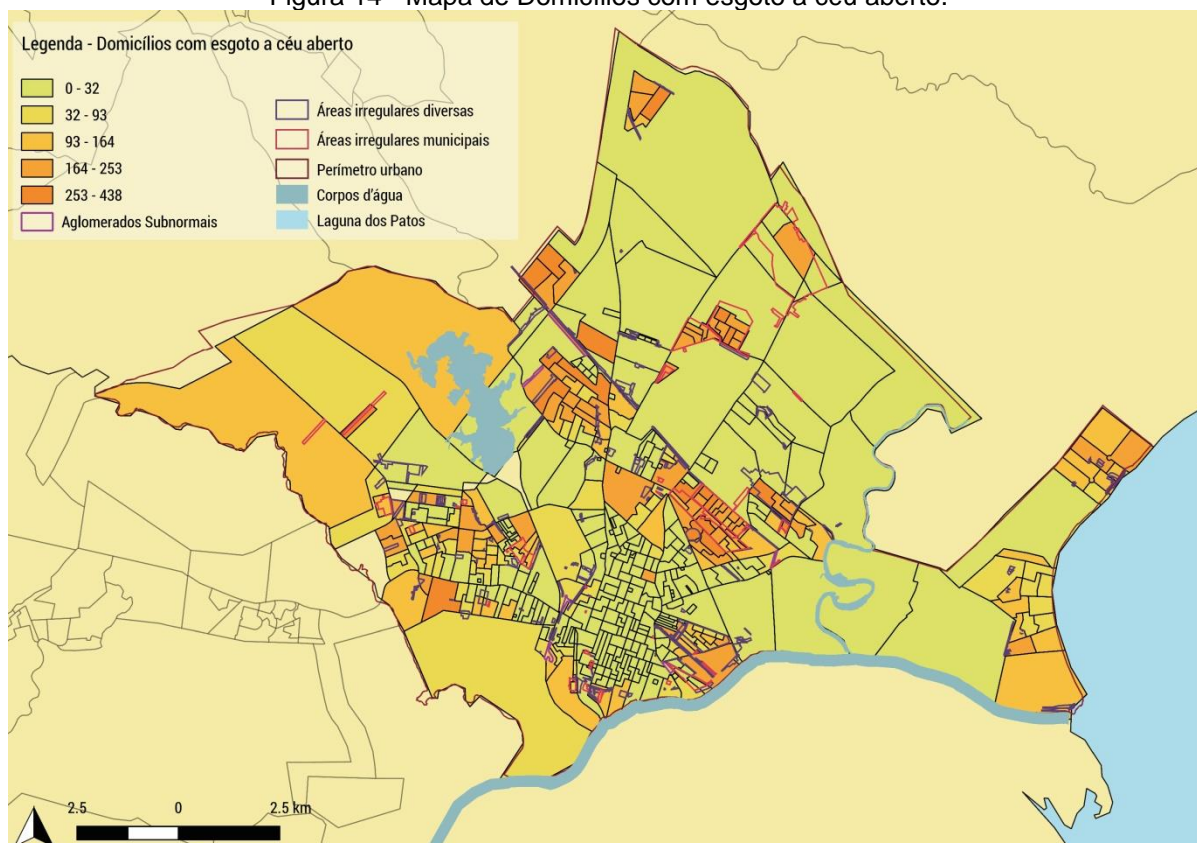 Figura 14 - Mapa de Domicílios com esgoto a céu aberto.
Legenda - Domicílios com esgoto a céu aberto
0 - 32
32 - 93
93 - 164
164 - 253
253 - 438
Aglomerados Subnormais
Áreas irregulares diversas
Áreas irregulares municipais
Perímetro urbano
Corpos d'água
Laguna dos Patos
2.5 0 2.5 km